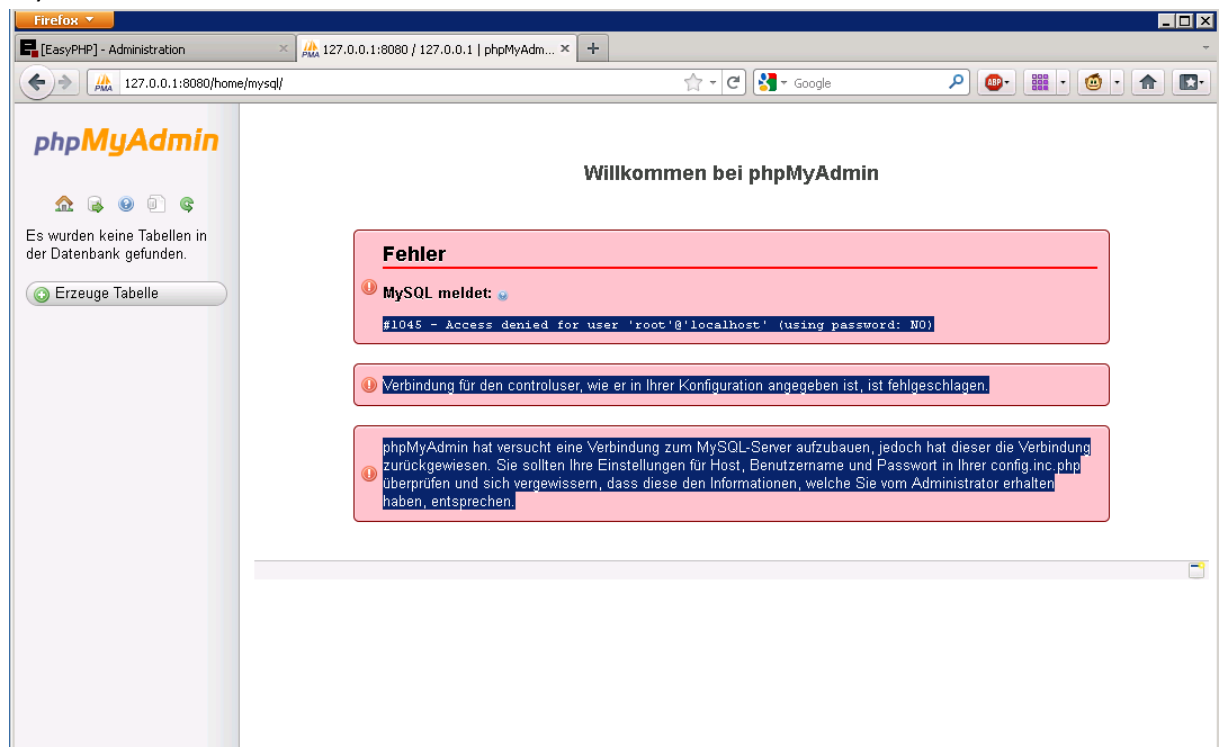 Firefox
[EasyPHP] - Administration
127.0.0.1:8080 / 127.0.0.1 | phpMyAdm...
PMA
127.0.0.1:8080/home/mysql/
Google
ABP
phpMyAdmin
Es wurden keine Tabellen in
der Datenbank gefunden.
Erzeuge Tabelle
Willkommen bei phpMyAdmin
Fehler
MySQL meldet:
#1045 - Access denied for user 'root'@'localhost' (using password: NO)
Verbindung für den controluser, wie er in Ihrer Konfiguration angegeben ist, ist fehlgeschlagen.
phpMyAdmin hat versucht eine Verbindung zum MySQL-Server aufzubauen, jedoch hat dieser die Verbindung
zurückgewiesen. Sie sollten Ihre Einstellungen für Host, Benutzername und Passwort in Ihrer config.inc.php
überprüfen und sich vergewissern, dass diese den Informationen, welche Sie vom Administrator erhalten
haben, entsprechen.